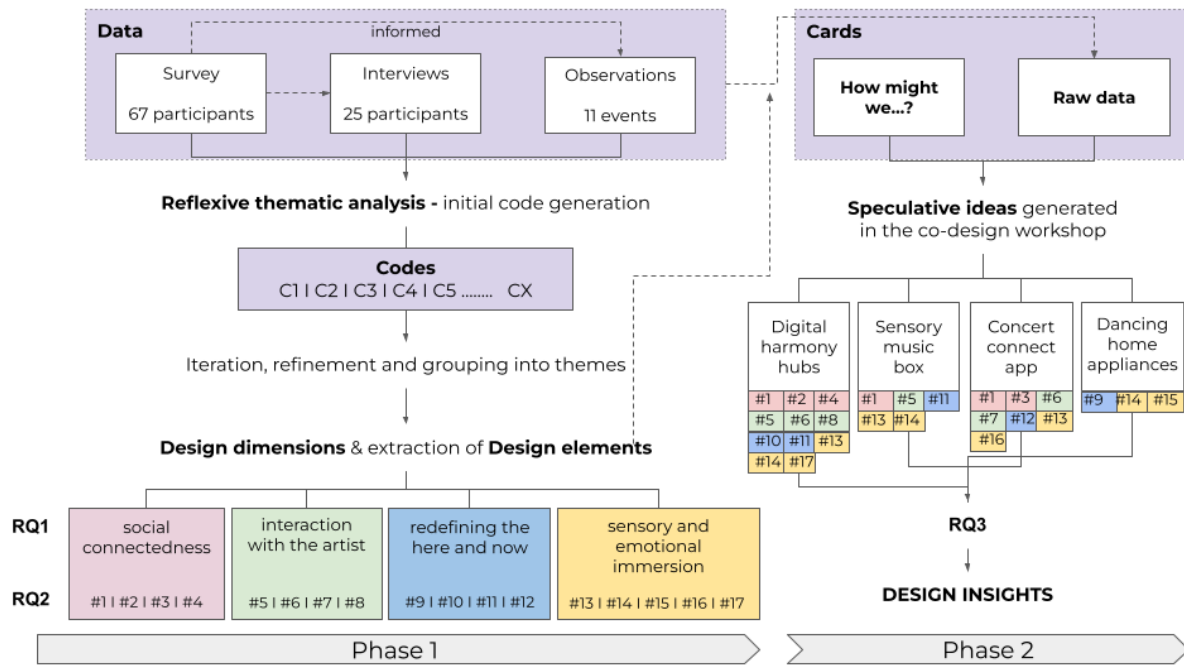 Data
informed
Survey
67 participants
Interviews
25 participants
Observations
11 events
Reflexive thematic analysis - initial code generation
Codes
C1 I C2 I C3 I C4 I C5 ........ CX
Iteration, refinement and grouping into themes
Design dimensions & extraction of Design elements
RQ1
social
connectedness
interaction
with the artist
redefining the
here and now
sensory and
emotional
immersion
RQ2
#1 I #2 I #3 I #4
#5 I #6 I #7 I #8
#9 I #10 I #11 I #12
#13 I #14 I #15 I #16 I #17
Phase 1
Cards
How might
we...?
Raw data
Speculative ideas generated
in the co-design workshop
Digital
harmony
hubs
#1 #2 #4
#5 #6 #8
#10 #11 #13
#14 #17
Sensory
music
box
#1 #5 #11
#13 #14
Concert
connect
app
#1 #3 #6
#7 #12 #13
#16
Dancing
home
appliances
#9 #14 #15
RQ3
DESIGN INSIGHTS
Phase 2